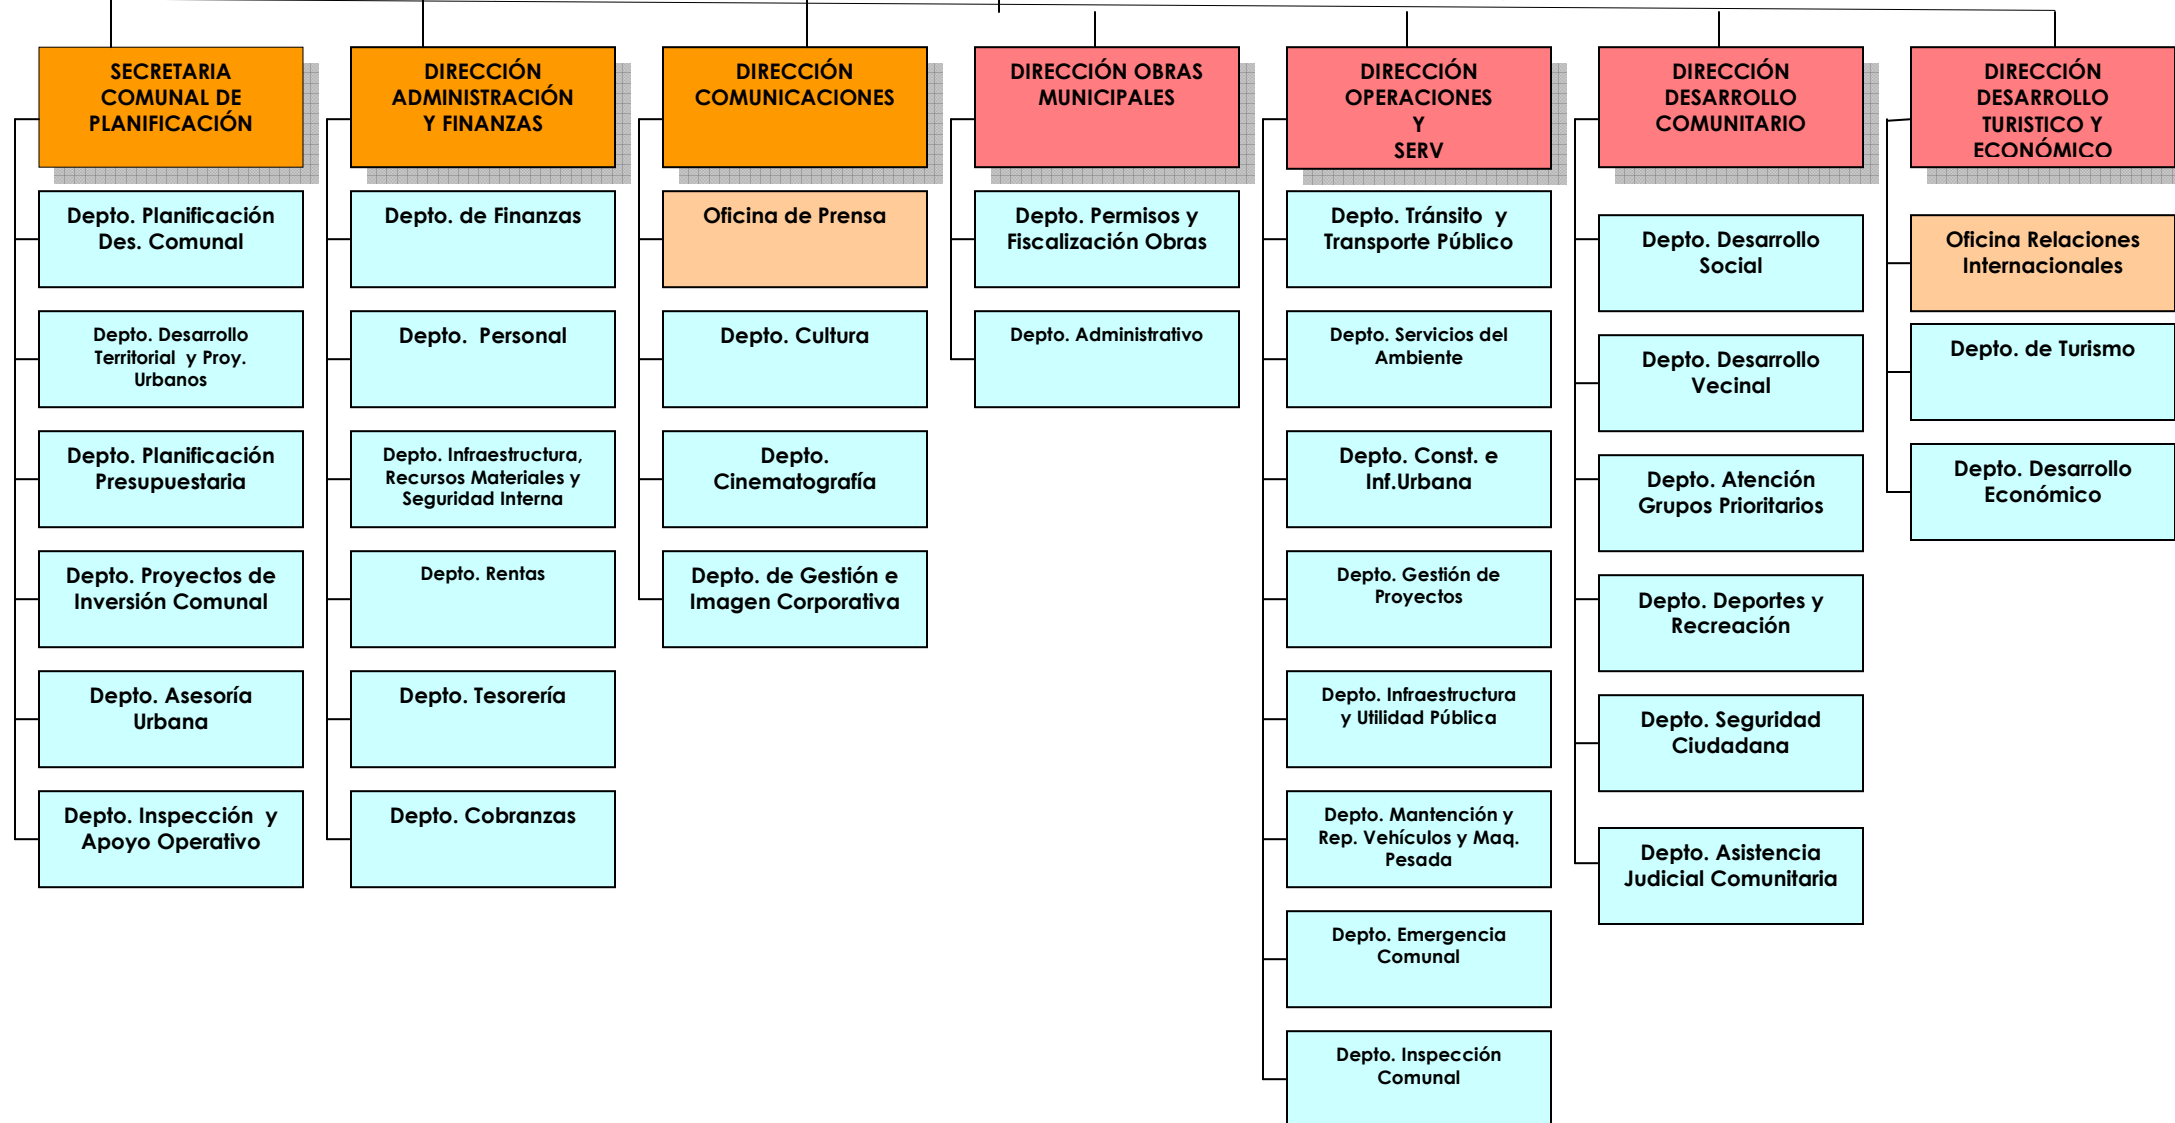 SECRETARIA
COMUNAL DE
PLANIFICACIÓN
Depto. Planificación
Des. Comunal
Depto. Desarrollo
Territorial y Proy.
Urbanos
Depto. Planificación
Presupuestaria
Depto. Proyectos de
Inversión Comunal
Depto. Asesoría
Urbana
Depto. Inspección y
Apoyo Operativo
DIRECCIÓN
ADMINISTRACIÓN
Y FINANZAS
Depto. de Finanzas
Depto. Personal
Depto. Infraestructura,
Recursos Materiales y
Seguridad Interna
Depto. Rentas
Depto. Tesorería
Depto. Cobranzas
DIRECCIÓN
COMUNICACIONES
Oficina de Prensa
Depto. Cultura
Depto.
Cinematografía
Depto. de Gestión e
Imagen Corporativa
DIRECCIÓN OBRAS
MUNICIPALES
Depto. Permisos y
Fiscalización Obras
Depto. Administrativo
DIRECCIÓN
OPERACIONES
Y
SERV
Depto. Tránsito y
Transporte Público
Depto. Servicios del
Ambiente
Depto. Const. e
Inf.Urbana
Depto. Gestión de
Proyectos
Depto. Infraestructura
y Utilidad Pública
Depto. Mantención y
Rep. Vehículos y Maq.
Pesada
Depto. Emergencia
Comunal
Depto. Inspección
Comunal
DIRECCIÓN
DESARROLLO
COMUNITARIO
Depto. Desarrollo
Social
Depto. Desarrollo
Vecinal
Depto. Atención
Grupos Prioritarios
Depto. Deportes y
Recreación
Depto. Seguridad
Ciudadana
Depto. Asistencia
Judicial Comunitaria
DIRECCIÓN
DESARROLLO
TURISTICO Y
ECONÓMICO
Oficina Relaciones
Internacionales
Depto. de Turismo
Depto. Desarrollo
Económico